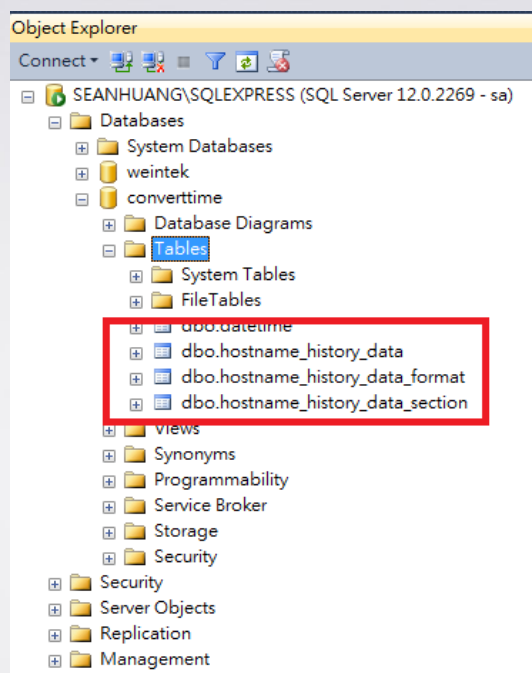 Object Explorer
Connect
SEANHUANG\SQLEXPRESS (SQL Server 12.0.2269 - sa)
Databases
System Databases
weintek
converttime
Database Diagrams
Tables
System Tables
FileTables
dbo.datetime
dbo.hostname_history_data
dbo.hostname_history_data_format
dbo.hostname_history_data_section
Views
Synonyms
Programmability
Service Broker
Storage
Security
Security
Server Objects
Replication
Management